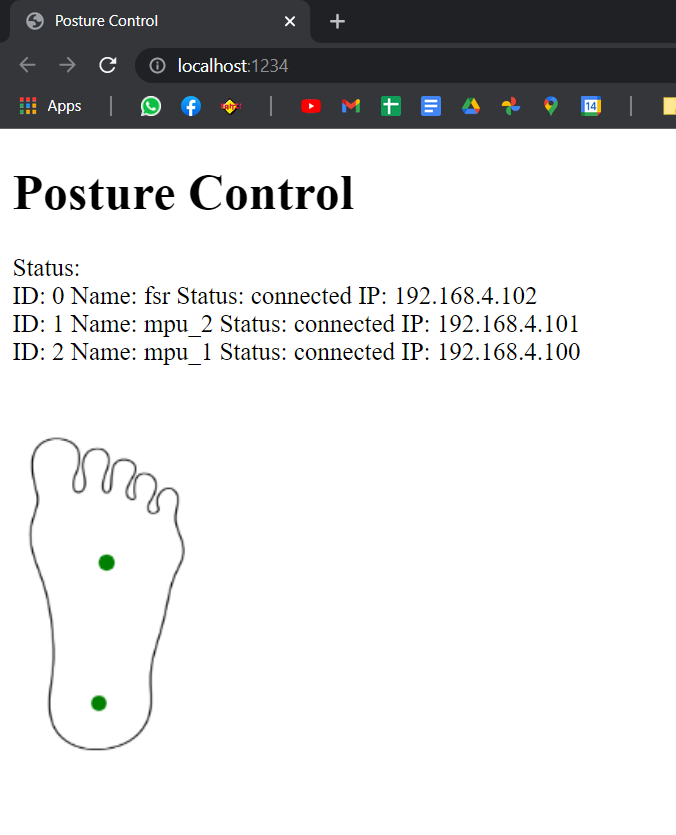 Posture Control
localhost:1234
Apps
14
Posture Control
Status:
ID: 0 Name: fsr Status: connected IP: 192.168.4.102
ID: 1 Name: mpu_2 Status: connected IP: 192.168.4.101
ID: 2 Name: mpu_1 Status: connected IP: 192.168.4.100